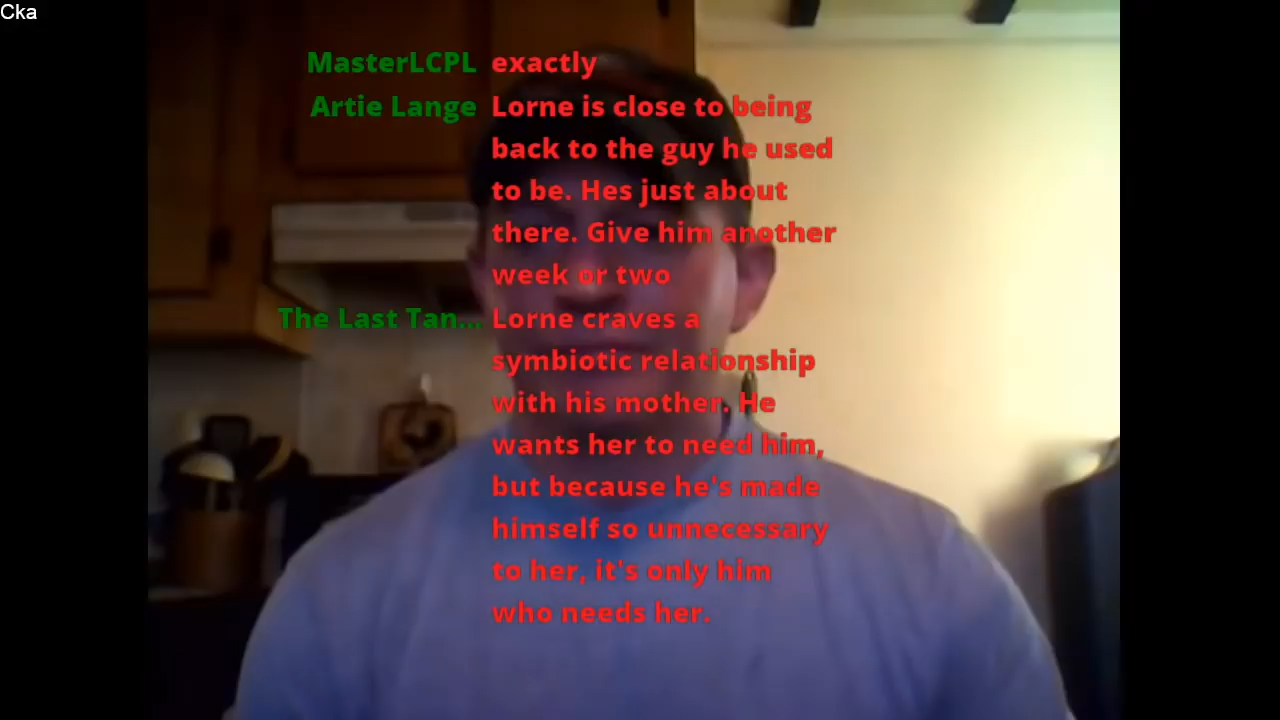 Cka
MasterLCPL exactly
Artie Lange Lorne is close to being
back to the guy he used
to be. Hes just about
there. Give him another
week or two
The Last Tan... Lorne craves a
symbiotic relationship
with his mother. He
wants her to need him,
but because he's made
himself so unnecessary
to her, it's only him
who needs her.